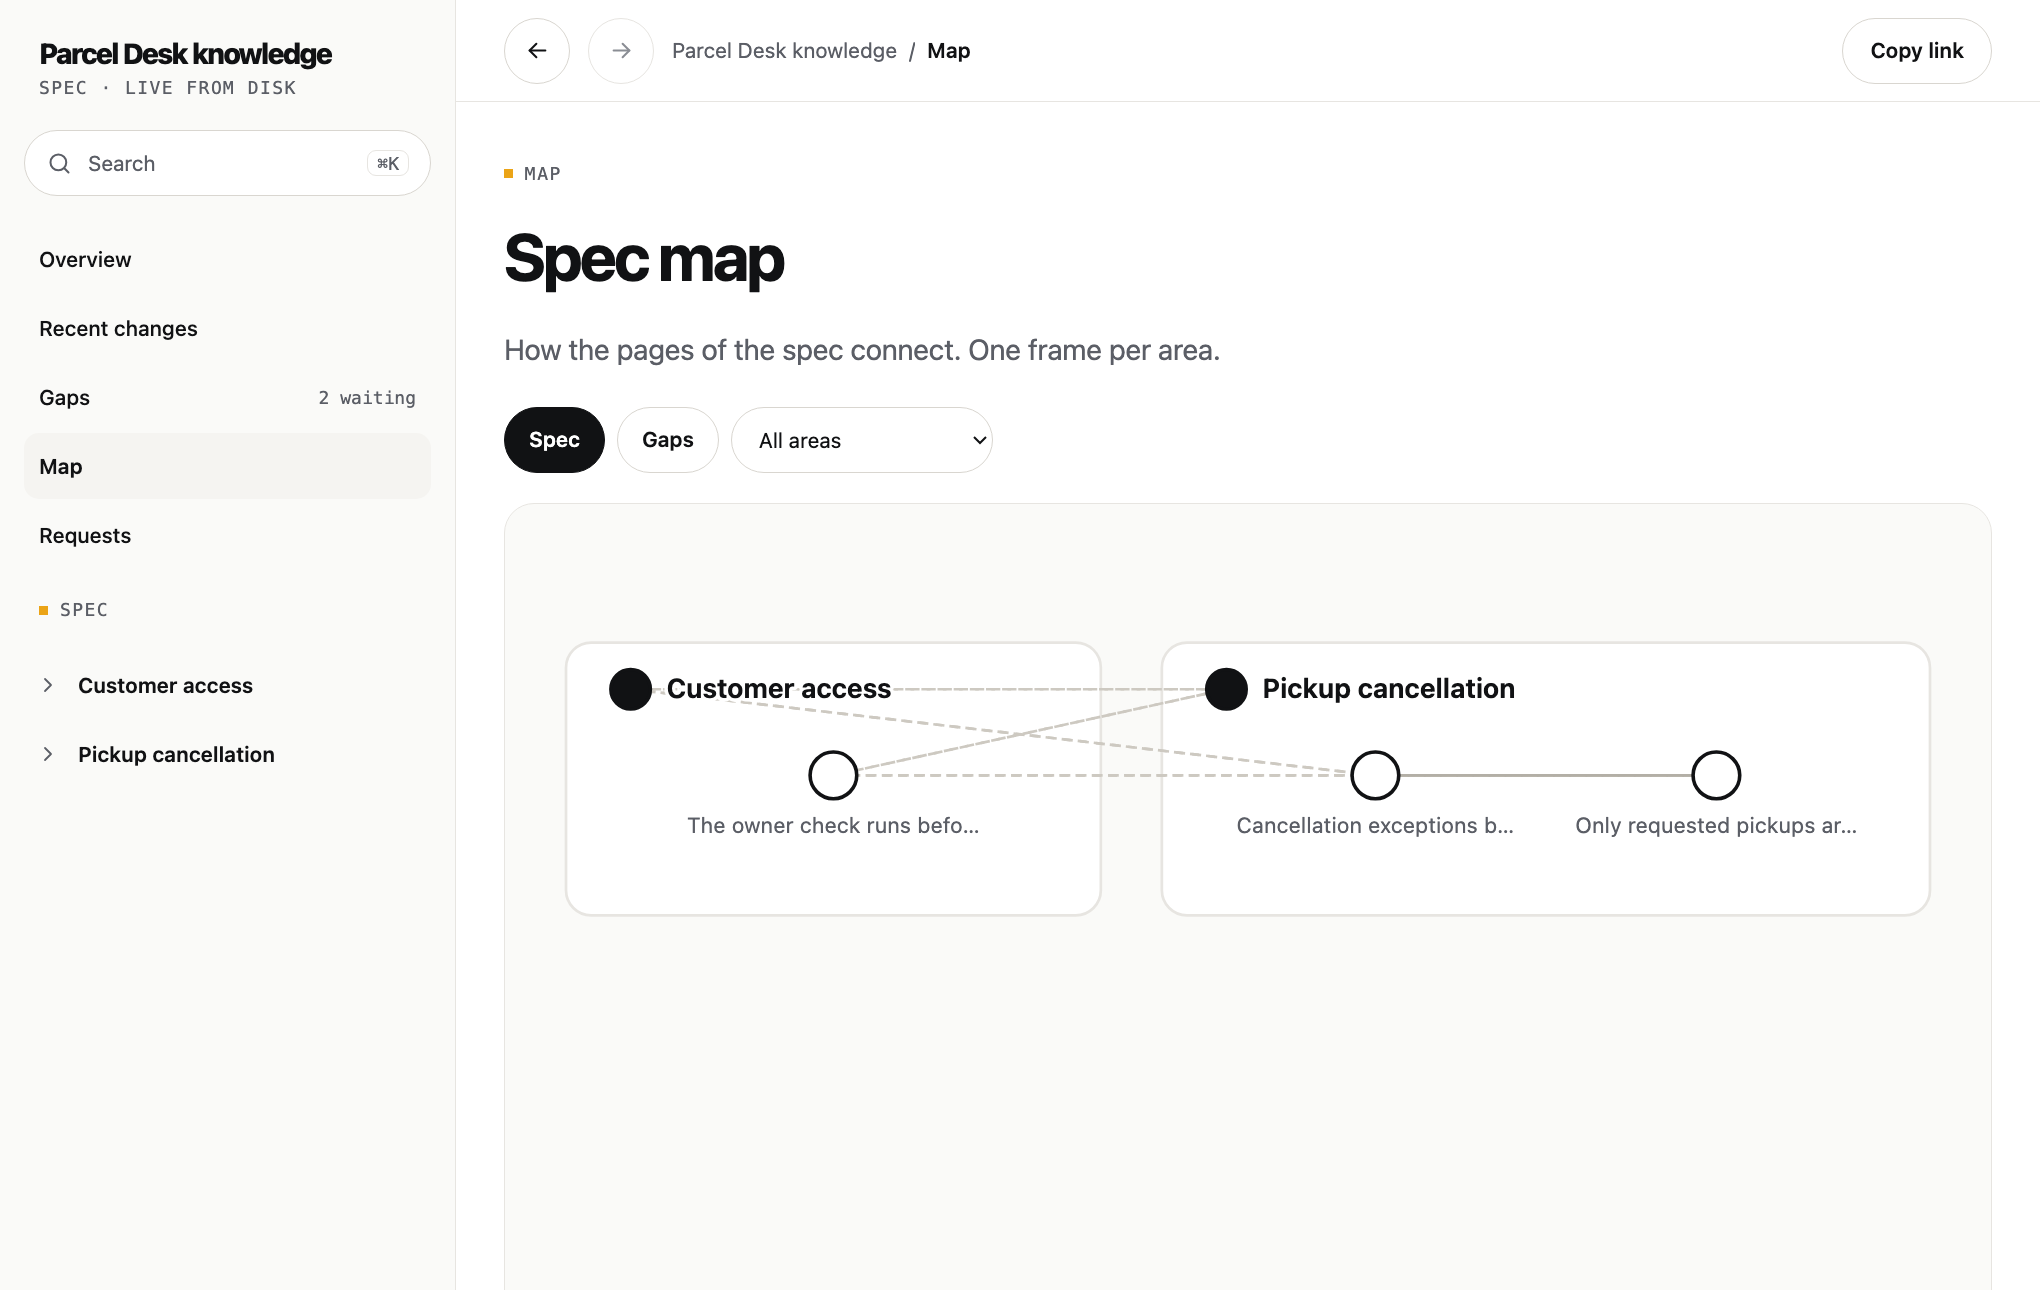 Parcel Desk knowledge
SPEC · LIVE FROM DISK
Search ⌘K
Overview
Recent changes
Gaps 2 waiting
Map
Requests
SPEC
Customer access
Pickup cancellation
Parcel Desk knowledge / Map
Copy link
MAP
Spec map
How the pages of the spec connect. One frame per area.
Spec Gaps All areas
Customer access
The owner check runs befo...
Pickup cancellation
Cancellation exceptions b...
Only requested pickups ar...